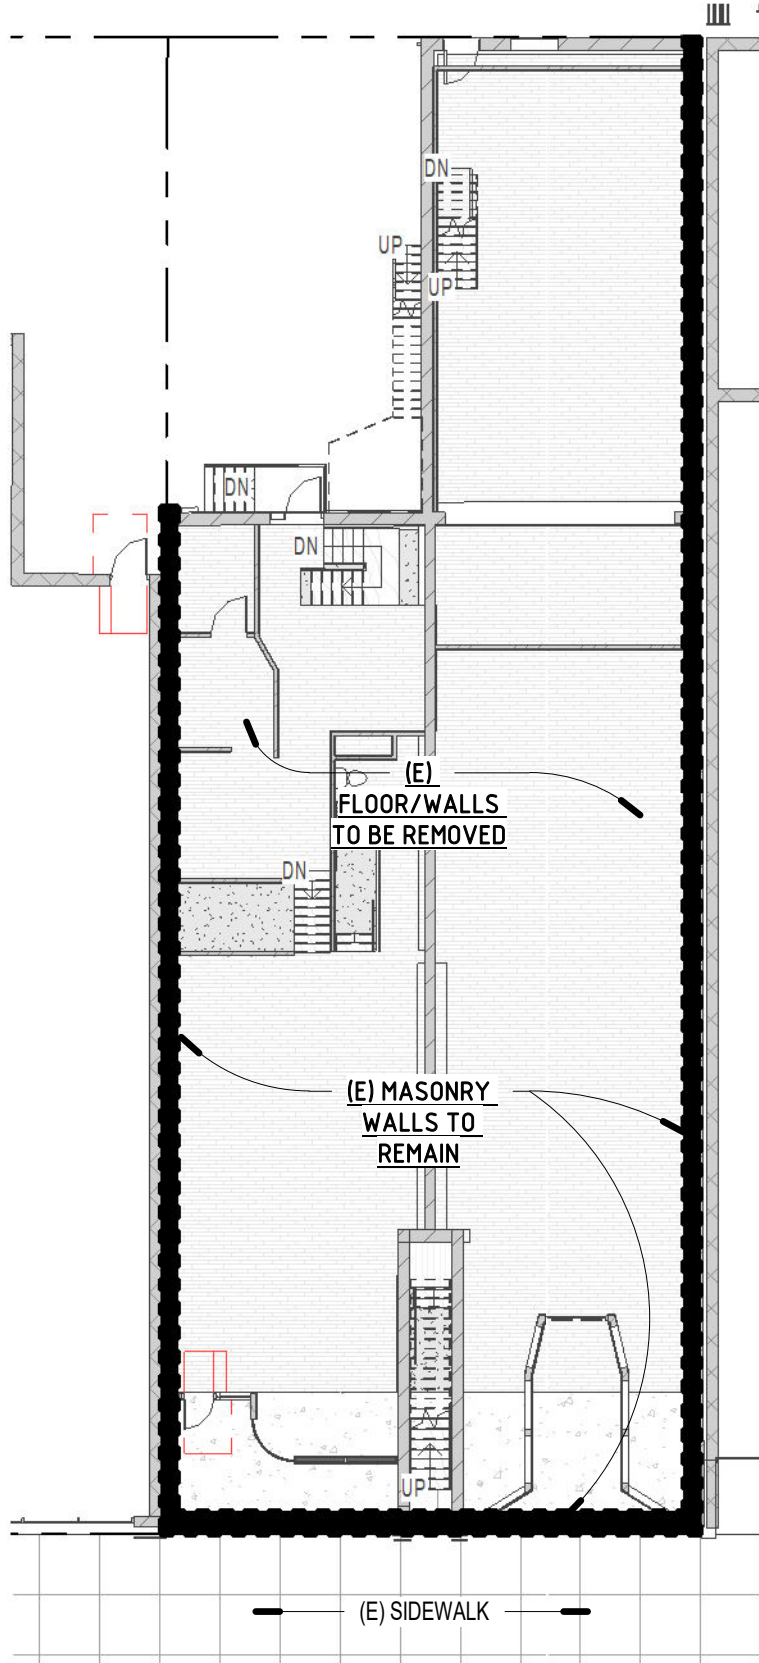 DN
UP
UP
DN
DN
(E)
FLOOR/WALLS
TO BE REMOVED
DN
(E) MASONRY
WALLS TO
REMAIN
UP
(E) SIDEWALK